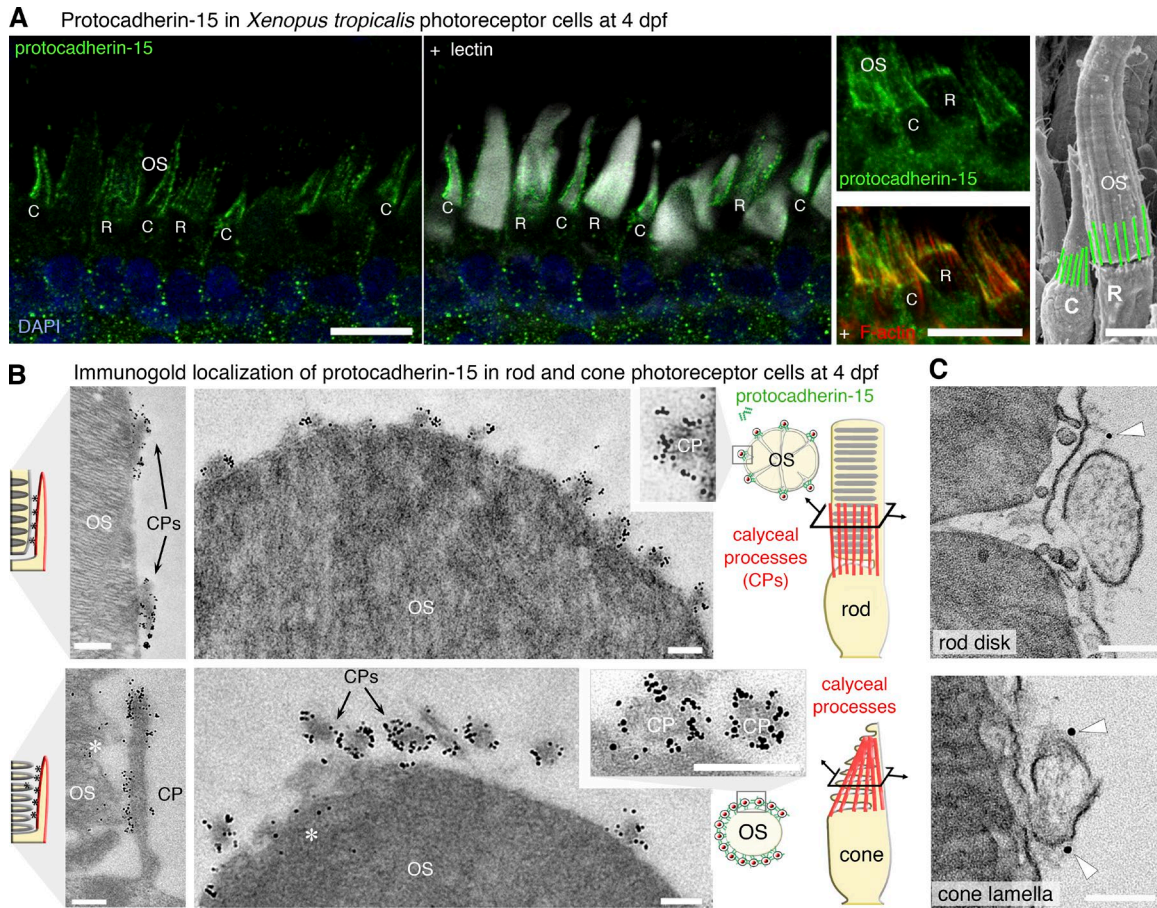 A Protocadherin-15 in Xenopus tropicalis photoreceptor cells at 4 dpf
protocadherin-15
OS
C
R
C
R
C
C
DAPI
+ lectin
C
R
C
R
C
R
C
OS
R
C
protocadherin-15
R
C
+ F-actin
OS
C
R
B Immunogold localization of protocadherin-15 in rod and cone photoreceptor cells at 4 dpf
OS
CPs
OS
CP
protocadherin-15
OS
calyceal
processes
(CPs)
rod
* * * *
OS
*
CP
* * * * *
CPs
*
OS
CP
CP
OS
calyceal
processes
cone
C
rod disk
cone lamella